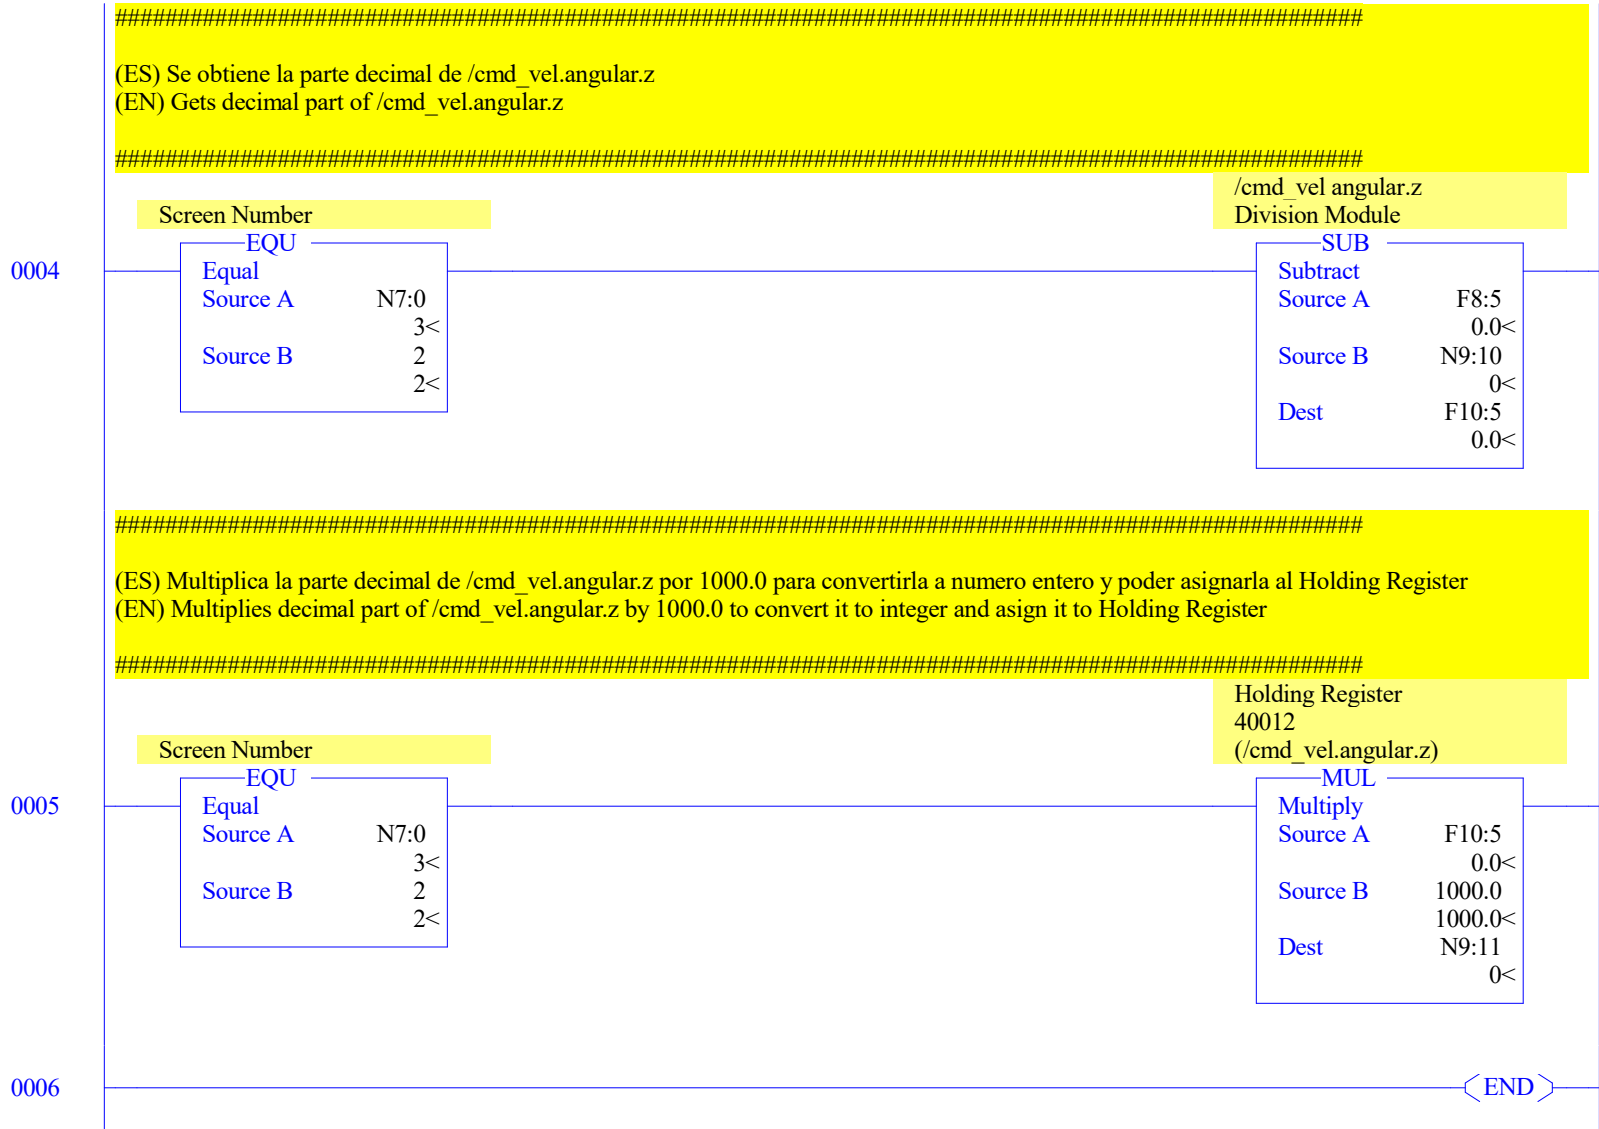 ####################################################################################################
(ES) Se obtiene la parte decimal de /cmd_vel.angular.z
(EN) Gets decimal part of /cmd_vel.angular.z
####################################################################################################
/cmd_vel angular.z
Division Module
Screen Number
EQU
SUB
0004
Equal
Source A N7:0
3<
Source B 2
2<
Subtract
Source A F8:5
0.0<
Source B N9:10
0<
Dest F10:5
0.0<
####################################################################################################
(ES) Multiplica la parte decimal de /cmd_vel.angular.z por 1000.0 para convertirla a numero entero y poder asignarla al Holding Register
(EN) Multiplies decimal part of /cmd_vel.angular.z by 1000.0 to convert it to integer and asign it to Holding Register
####################################################################################################
Holding Register
40012
(/cmd_vel.angular.z)
Screen Number
EQU
MUL
0005
Equal
Source A N7:0
3<
Source B 2
2<
Multiply
Source A F10:5
0.0<
Source B 1000.0
1000.0<
Dest N9:11
0<
0006
END